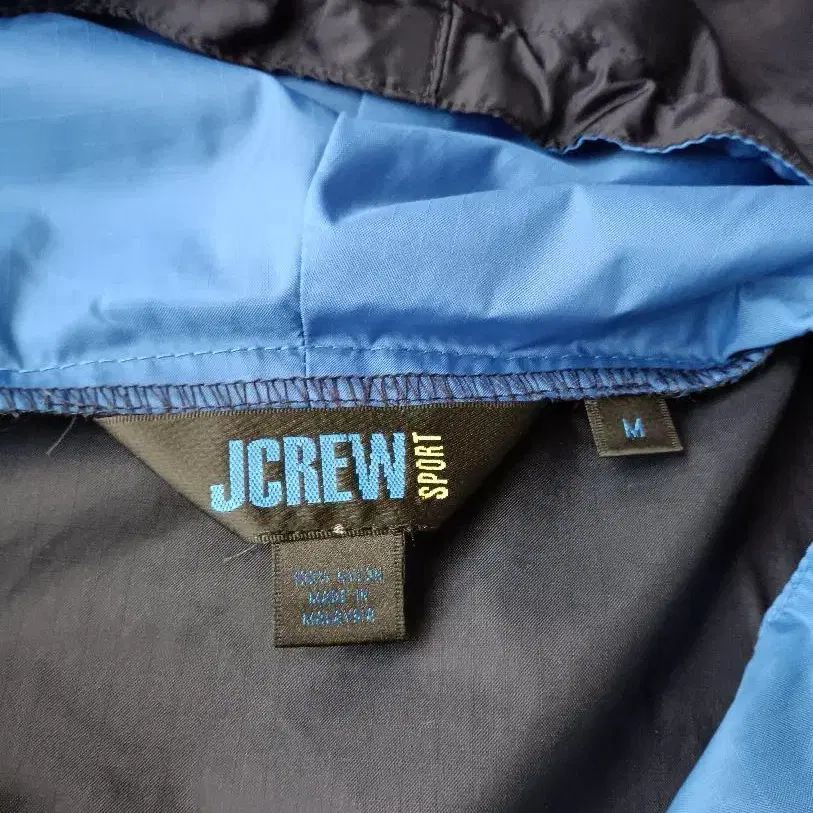 JCREW
SPORT
M
100% NYLON
MADE IN
MALAYSIA